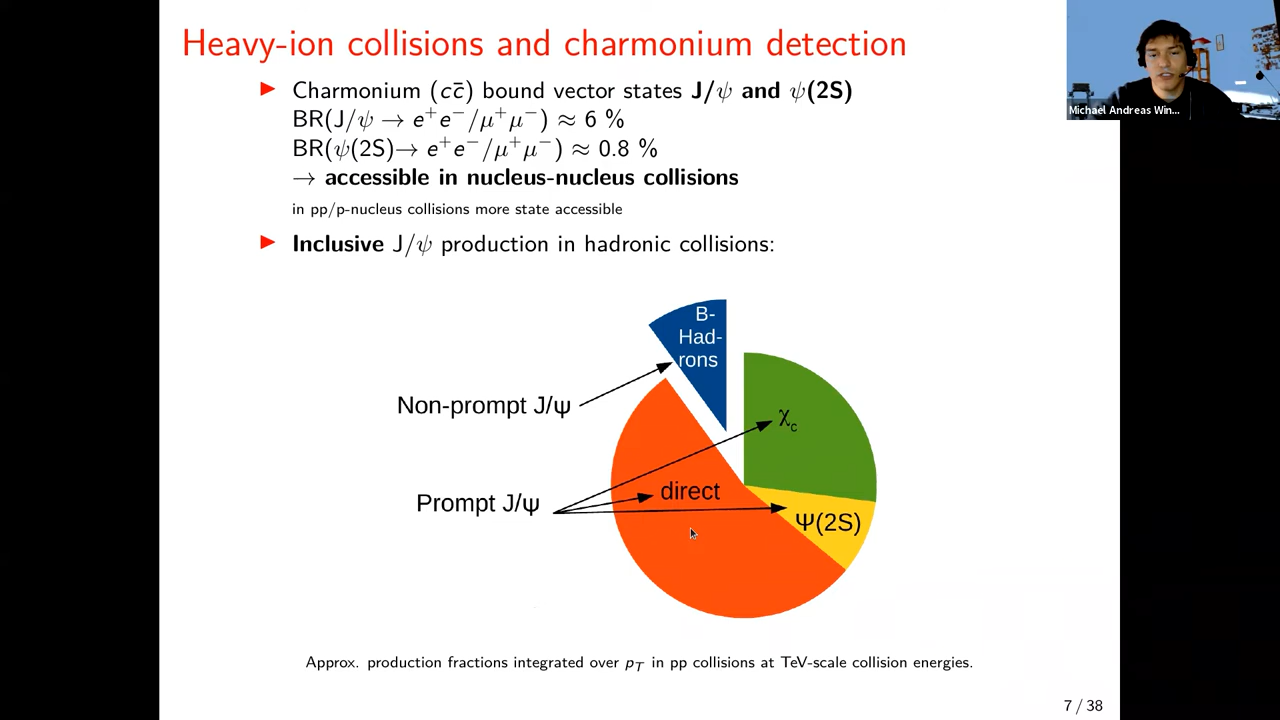 Heavy-ion collisions and charmonium detection
Michael Andreas Win...
▶ Charmonium (cc̄) bound vector states J/ψ and ψ(2S)
BR(J/ψ → e⁺e⁻/μ⁺μ⁻) ≈ 6 %
BR(ψ(2S)→ e⁺e⁻/μ⁺μ⁻) ≈ 0.8 %
→ accessible in nucleus-nucleus collisions
in pp/p-nucleus collisions more state accessible
▶ Inclusive J/ψ production in hadronic collisions:
B-
Had-
rons
Non-prompt J/ψ
χc
Prompt J/ψ
direct
Ψ(2S)
Approx. production fractions integrated over pT in pp collisions at TeV-scale collision energies.
7 / 38